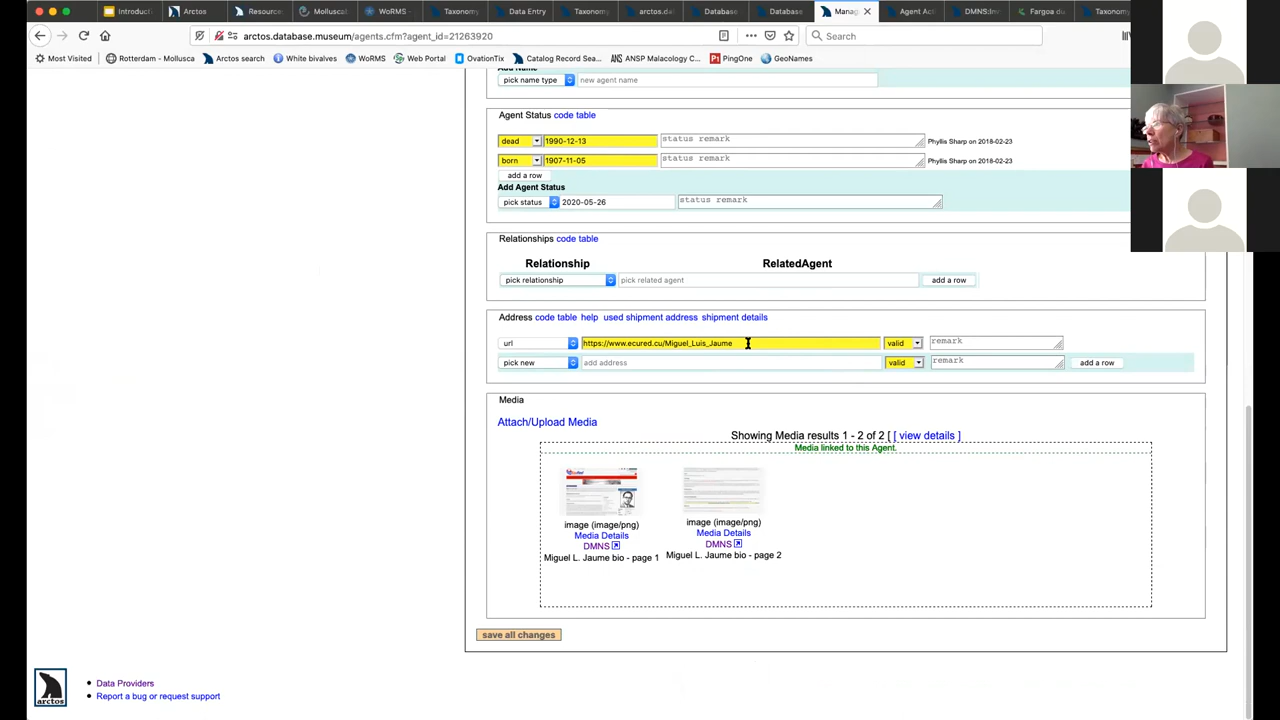 Introducti
Arctos
Resource
Mollusca
WoRMS -
Taxonomy
Data Entry
Taxonom
arctos.dat
Database
Database
Manag
Agent Act
DMNS:Inv
Fargoa du
Taxonom
arctos.database.museum/agents.cfm?agent_id=21263920
Search
Most Visited
Rotterdam - Mollusca
Arctos search
White bivalves
WoRMS
Web Portal
OvationTix
Catalog Record Sea...
ANSP Malacology C...
PingOne
GeoNames
Add Name
pick name type
new agent name
Agent Status code table
dead 1990-12-13 status remark Phyllis Sharp on 2018-02-23
born 1907-11-05 status remark Phyllis Sharp on 2018-02-23
add a row
Add Agent Status
pick status 2020-05-26 status remark
Relationships code table
Relationship RelatedAgent
pick relationship pick related agent add a row
Address code table help used shipment address shipment details
url https://www.ecured.cu/Miguel_Luis_Jaume valid remark
pick new add address valid remark add a row
Media
Attach/Upload Media
Showing Media results 1 - 2 of 2 [ [ view details ]
Media linked to this Agent.
image (image/png)
Media Details
DMNS
Miguel L. Jaume bio - page 1
image (image/png)
Media Details
DMNS
Miguel L. Jaume bio - page 2
save all changes
arctos
Data Providers
Report a bug or request support